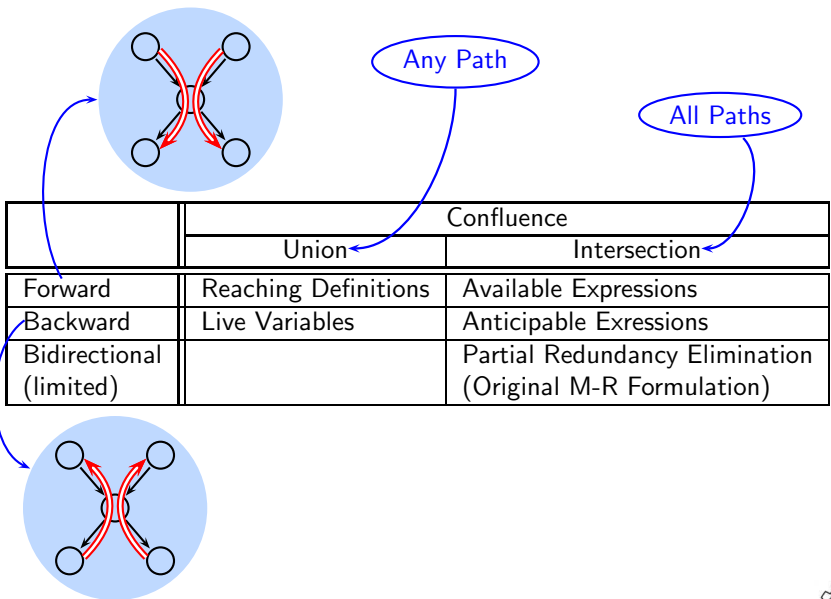 Any Path
All Paths
Confluence
Union Intersection
Forward Reaching Definitions Available Expressions
Backward Live Variables Anticipable Exressions
Bidirectional Partial Redundancy Elimination
(limited) (Original M-R Formulation)